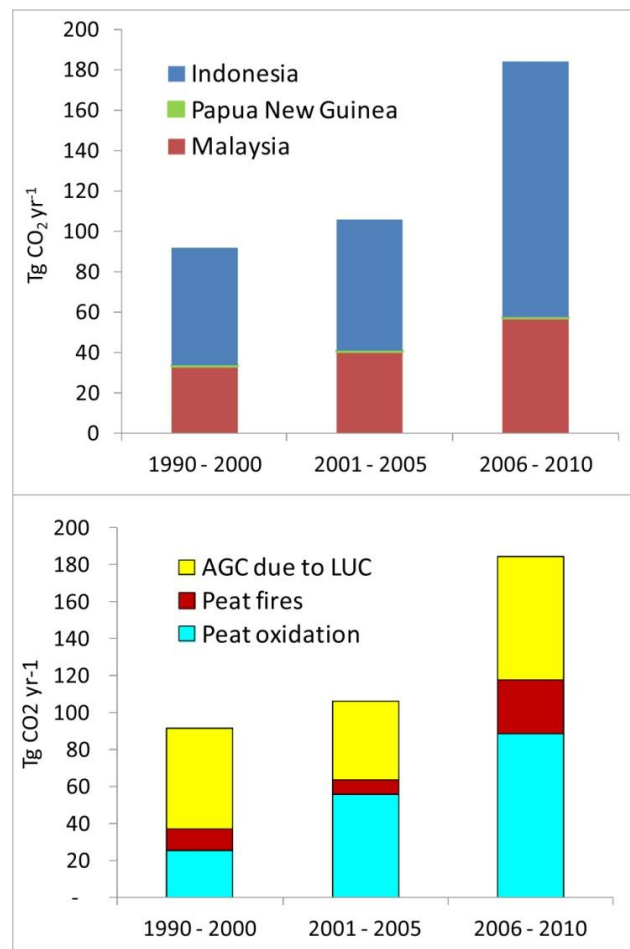 200
180
160
140
120
100
80
60
40
20
0
Tg CO₂ yr⁻¹
Indonesia
Papua New Guinea
Malaysia
1990 - 2000
2001 - 2005
2006 - 2010
200
180
160
140
120
100
80
60
40
20
-
Tg CO2 yr-1
AGC due to LUC
Peat fires
Peat oxidation
1990 - 2000
2001 - 2005
2006 - 2010